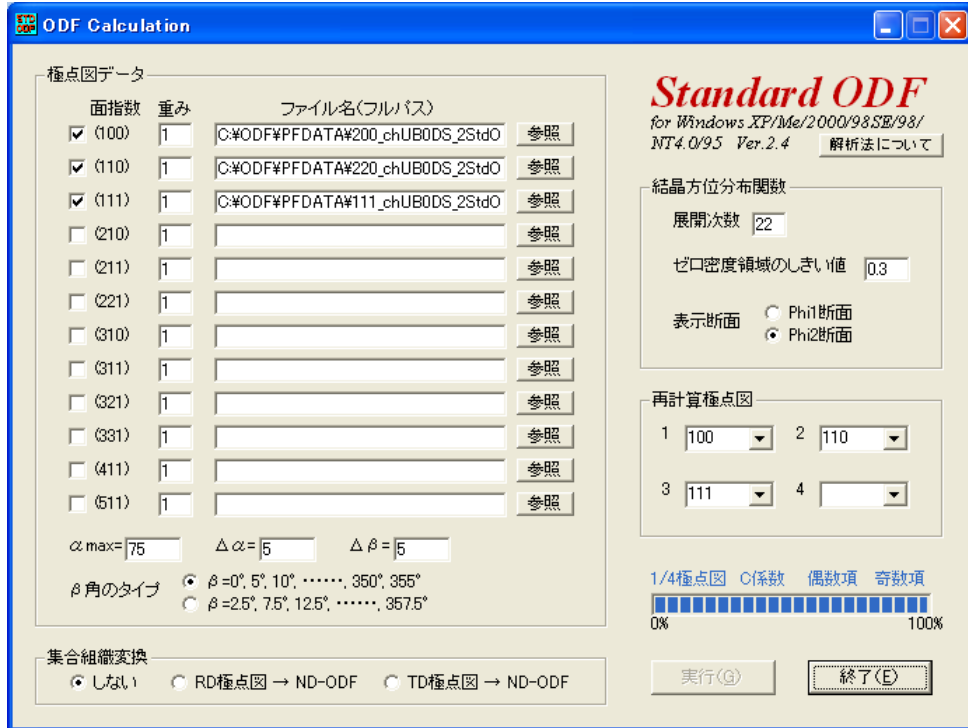 STD ODF
ODF Calculation
極点図データ
面指数 重み ファイル名(フルパス)
(100) 1 C:¥ODF¥PFDATA¥200_chUB0DS_2StdO 参照
(110) 1 C:¥ODF¥PFDATA¥220_chUB0DS_2StdO 参照
(111) 1 C:¥ODF¥PFDATA¥111_chUB0DS_2StdO 参照
(210) 1 参照
(211) 1 参照
(221) 1 参照
(310) 1 参照
(311) 1 参照
(321) 1 参照
(331) 1 参照
(411) 1 参照
(511) 1 参照
αmax= 75 Δα= 5 Δβ= 5
β角のタイプ
β=0°, 5°, 10°, ‥‥‥, 350°, 355°
β=2.5°, 7.5°, 12.5°, ‥‥‥, 357.5°
集合組織変換
しない RD極点図 → ND-ODF TD極点図 → ND-ODF
Standard ODF
for Windows XP/Me/2000/98SE/98/
NT4.0/95 Ver.2.4 解析法について
結晶方位分布関数
展開次数 22
ゼロ密度領域のしきい値 0.3
表示断面
Phi1断面
Phi2断面
再計算極点図
1 100 2 110
3 111 4
1/4極点図 C係数 偶数項 奇数項
0% 100%
実行(G) 終了(E)